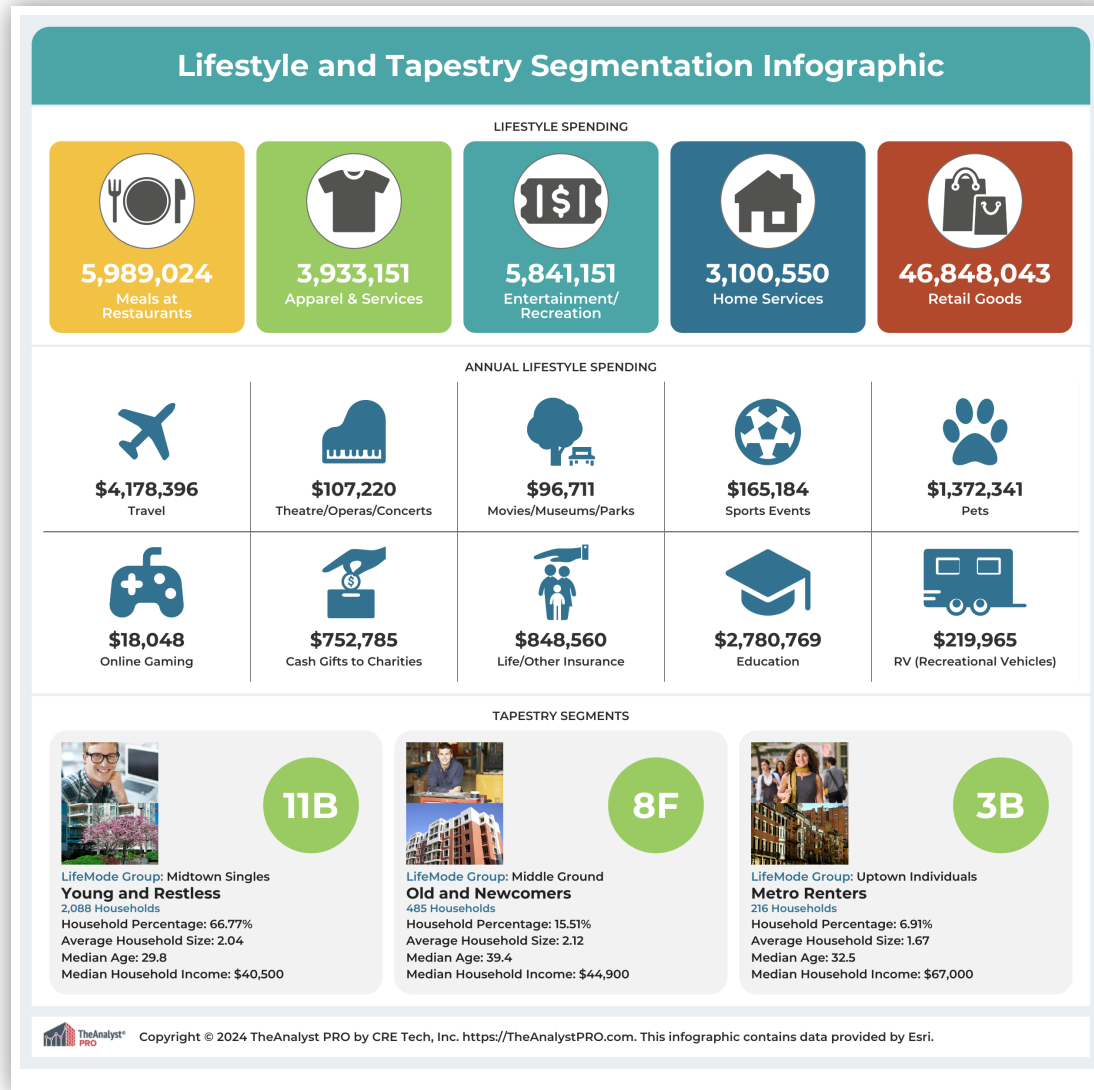 Lifestyle and Tapestry Segmentation Infographic
LIFESTYLE SPENDING
5,989,024
Meals at
Restaurants
3,933,151
Apparel & Services
5,841,151
Entertainment/
Recreation
3,100,550
Home Services
46,848,043
Retail Goods
ANNUAL LIFESTYLE SPENDING
$4,178,396
Travel
$107,220
Theatre/Operas/Concerts
$96,711
Movies/Museums/Parks
$165,184
Sports Events
$1,372,341
Pets
$18,048
Online Gaming
$752,785
Cash Gifts to Charities
$848,560
Life/Other Insurance
$2,780,769
Education
$219,965
RV (Recreational Vehicles)
TAPESTRY SEGMENTS
11B
LifeMode Group: Midtown Singles
Young and Restless
2,088 Households
Household Percentage: 66.77%
Average Household Size: 2.04
Median Age: 29.8
Median Household Income: $40,500
8F
LifeMode Group: Middle Ground
Old and Newcomers
485 Households
Household Percentage: 15.51%
Average Household Size: 2.12
Median Age: 39.4
Median Household Income: $44,900
3B
LifeMode Group: Uptown Individuals
Metro Renters
216 Households
Household Percentage: 6.91%
Average Household Size: 1.67
Median Age: 32.5
Median Household Income: $67,000
TheAnalyst®
PRO
Copyright © 2024 TheAnalyst PRO by CRE Tech, Inc. https://TheAnalystPRO.com. This infographic contains data provided by Esri.